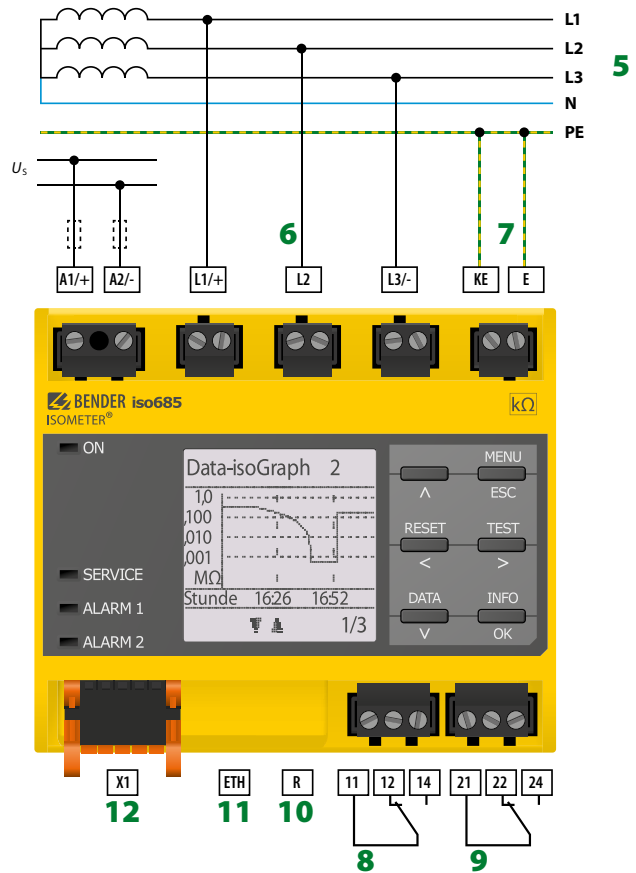 L1
L2
L3
5
N
PE
Us
6
7
A1/+
A2/-
L1/+
L2
L3/-
KE
E
BENDER iso685
ISOMETER®
kΩ
ON
SERVICE
ALARM 1
ALARM 2
Data-isoGraph 2
1,0
,100
,010
,001
MΩ
Stunde 16:26 16:52
1/3
MENU
^
ESC
RESET
TEST
<
>
DATA
INFO
V
OK
X1
ETH
R
11
12
14
21
22
24
12
11
10
8
9